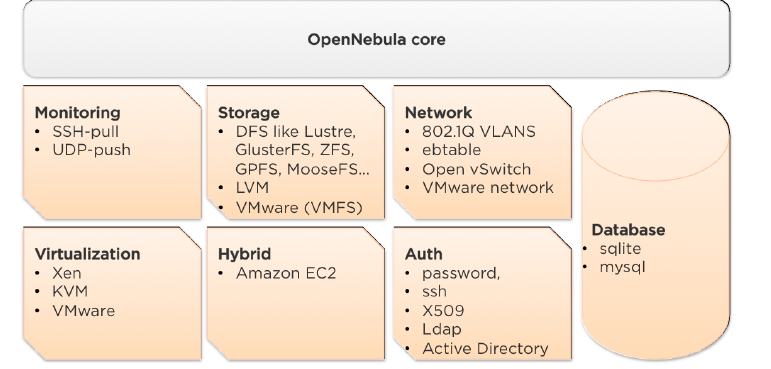 OpenNebula core
Monitoring
• SSH-pull
• UDP-push
Storage
• DFS like Lustre,
GlusterFS, ZFS,
GPFS, MooseFS...
• LVM
• VMware (VMFS)
Network
• 802.1Q VLANS
• ebtable
• Open vSwitch
• VMware network
Virtualization
• Xen
• KVM
• VMware
Hybrid
• Amazon EC2
Auth
• password,
• ssh
• X509
• Ldap
• Active Directory
Database
• sqlite
• mysql